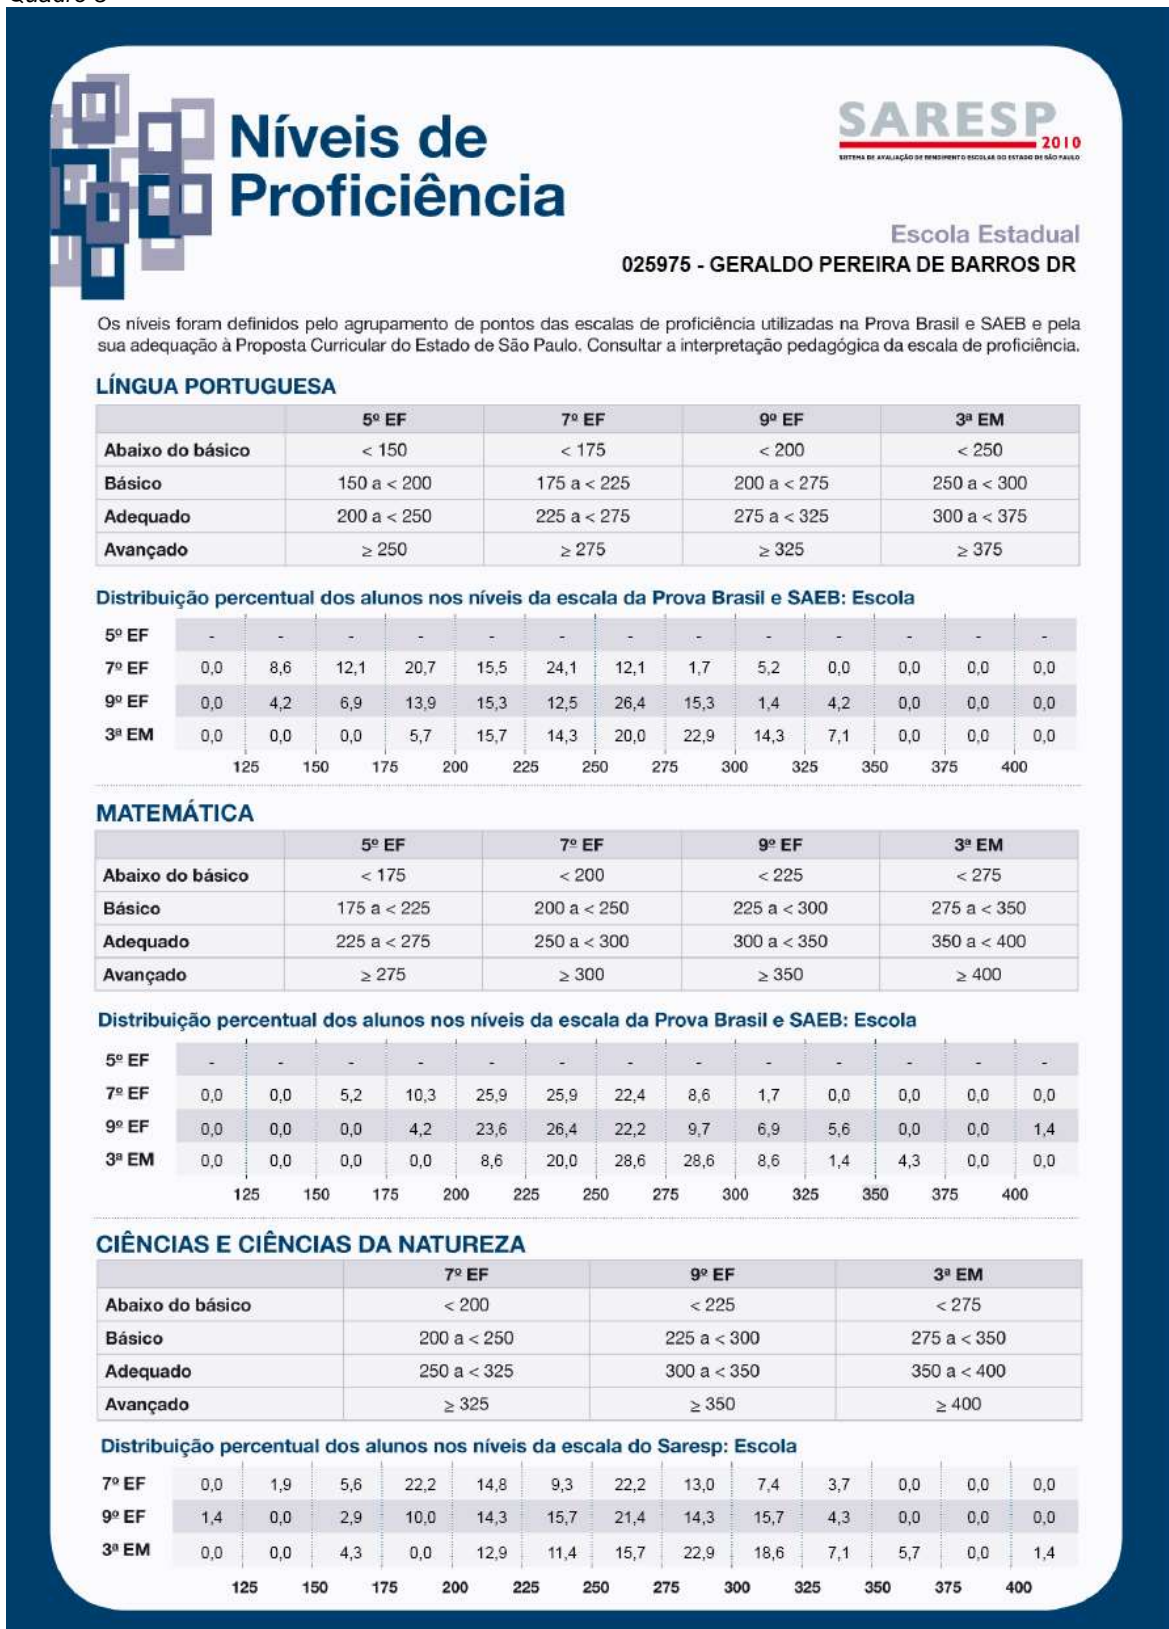 Quadro 3
Níveis de
Proficiência
SARESP
2010
SISTEMA DE AVALIAÇÃO DE RENDIMENTO ESCOLAR DO ESTADO DE SÃO PAULO
Escola Estadual
025975 - GERALDO PEREIRA DE BARROS DR
Os níveis foram definidos pelo agrupamento de pontos das escalas de proficiência utilizadas na Prova Brasil e SAEB e pela
sua adequação à Proposta Curricular do Estado de São Paulo. Consultar a interpretação pedagógica da escala de proficiência.
LÍNGUA PORTUGUESA
5º EF 7º EF 9º EF 3ª EM
Abaixo do básico < 150 < 175 < 200 < 250
Básico 150 a < 200 175 a < 225 200 a < 275 250 a < 300
Adequado 200 a < 250 225 a < 275 275 a < 325 300 a < 375
Avançado ≥ 250 ≥ 275 ≥ 325 ≥ 375
Distribuição percentual dos alunos nos níveis da escala da Prova Brasil e SAEB: Escola
5º EF - - - - - - - - - - - - -
7º EF 0,0 8,6 12,1 20,7 15,5 24,1 12,1 1,7 5,2 0,0 0,0 0,0 0,0
9º EF 0,0 4,2 6,9 13,9 15,3 12,5 26,4 15,3 1,4 4,2 0,0 0,0 0,0
3ª EM 0,0 0,0 0,0 5,7 15,7 14,3 20,0 22,9 14,3 7,1 0,0 0,0 0,0
125 150 175 200 225 250 275 300 325 350 375 400
MATEMÁTICA
5º EF 7º EF 9º EF 3ª EM
Abaixo do básico < 175 < 200 < 225 < 275
Básico 175 a < 225 200 a < 250 225 a < 300 275 a < 350
Adequado 225 a < 275 250 a < 300 300 a < 350 350 a < 400
Avançado ≥ 275 ≥ 300 ≥ 350 ≥ 400
Distribuição percentual dos alunos nos níveis da escala da Prova Brasil e SAEB: Escola
5º EF - - - - - - - - - - - - -
7º EF 0,0 0,0 5,2 10,3 25,9 25,9 22,4 8,6 1,7 0,0 0,0 0,0 0,0
9º EF 0,0 0,0 0,0 4,2 23,6 26,4 22,2 9,7 6,9 5,6 0,0 0,0 1,4
3ª EM 0,0 0,0 0,0 0,0 8,6 20,0 28,6 28,6 8,6 1,4 4,3 0,0 0,0
125 150 175 200 225 250 275 300 325 350 375 400
CIÊNCIAS E CIÊNCIAS DA NATUREZA
7º EF 9º EF 3ª EM
Abaixo do básico < 200 < 225 < 275
Básico 200 a < 250 225 a < 300 275 a < 350
Adequado 250 a < 325 300 a < 350 350 a < 400
Avançado ≥ 325 ≥ 350 ≥ 400
Distribuição percentual dos alunos nos níveis da escala do Saresp: Escola
7º EF 0,0 1,9 5,6 22,2 14,8 9,3 22,2 13,0 7,4 3,7 0,0 0,0 0,0
9º EF 1,4 0,0 2,9 10,0 14,3 15,7 21,4 14,3 15,7 4,3 0,0 0,0 0,0
3ª EM 0,0 0,0 4,3 0,0 12,9 11,4 15,7 22,9 18,6 7,1 5,7 0,0 1,4
125 150 175 200 225 250 275 300 325 350 375 400